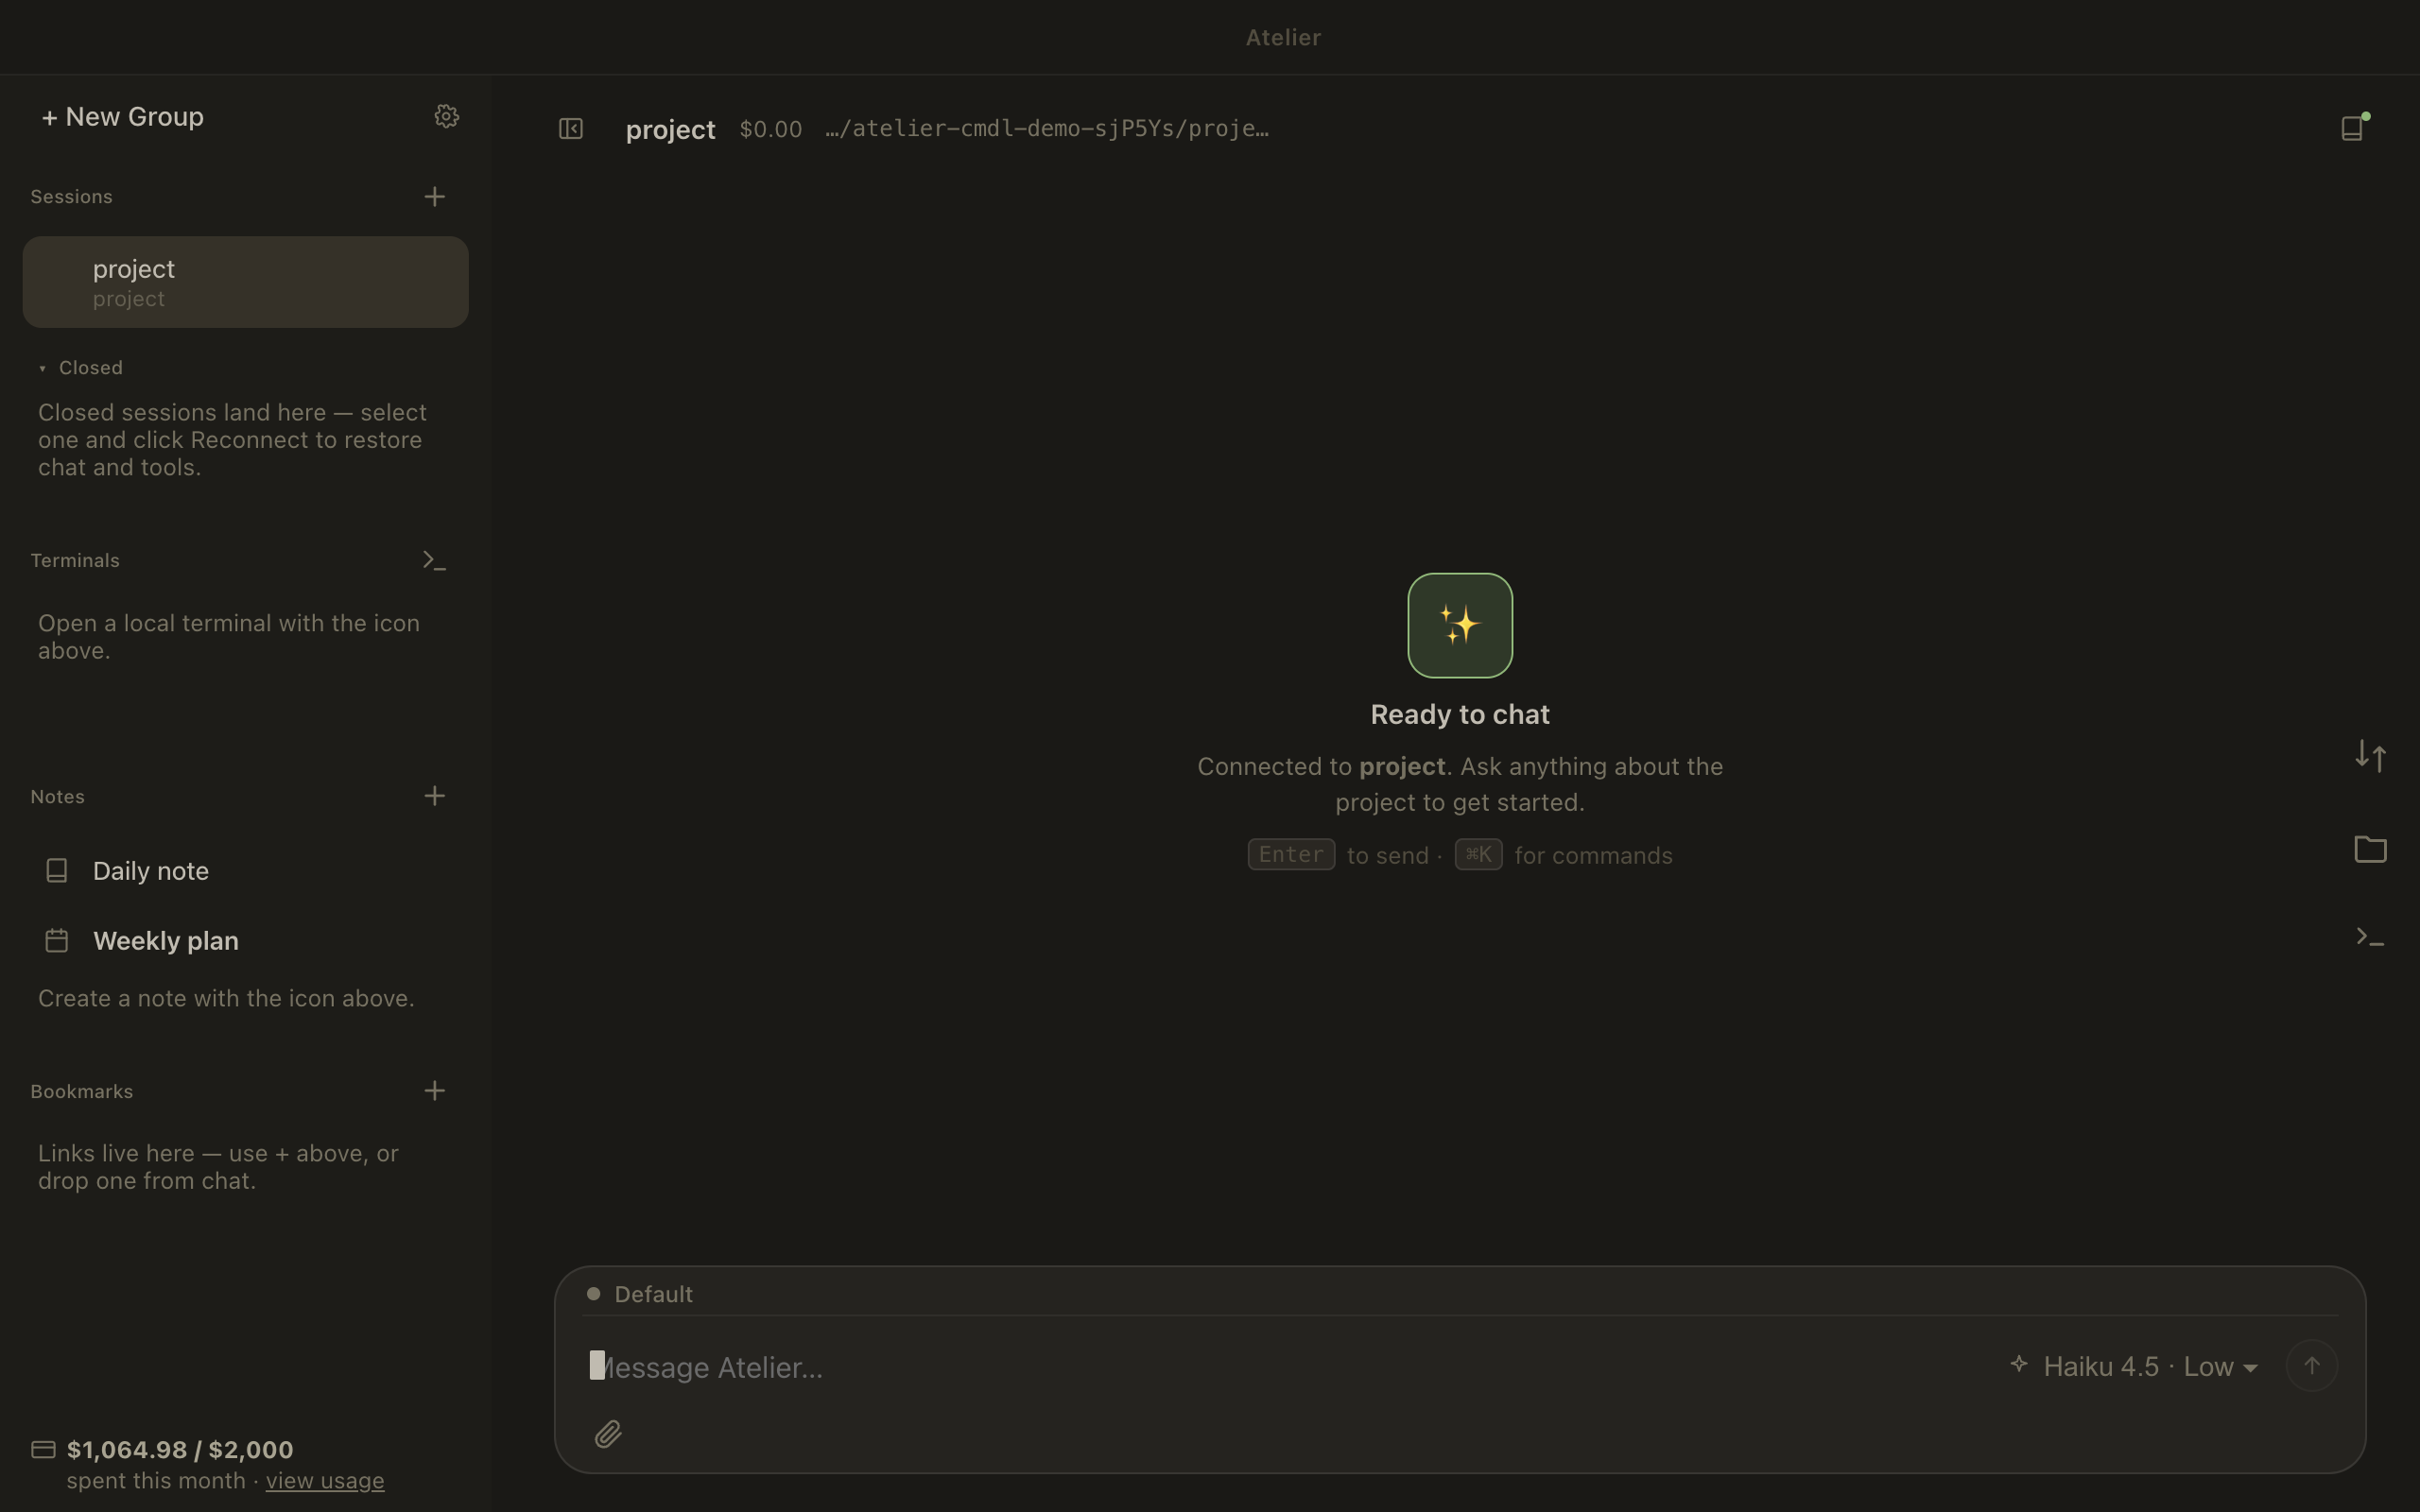 Atelier
+ New Group
Sessions
project
project
Closed
Closed sessions land here — select
one and click Reconnect to restore
chat and tools.
Terminals
Open a local terminal with the icon
above.
Notes
Daily note
Weekly plan
Create a note with the icon above.
Bookmarks
Links live here — use + above, or
drop one from chat.
$1,064.98 / $2,000
spent this month · view usage
project $0.00 …/atelier-cmdl-demo-sjP5Ys/proje…
Ready to chat
Connected to project. Ask anything about the
project to get started.
Enter to send · ⌘K for commands
Default
Message Atelier...
Haiku 4.5 · Low